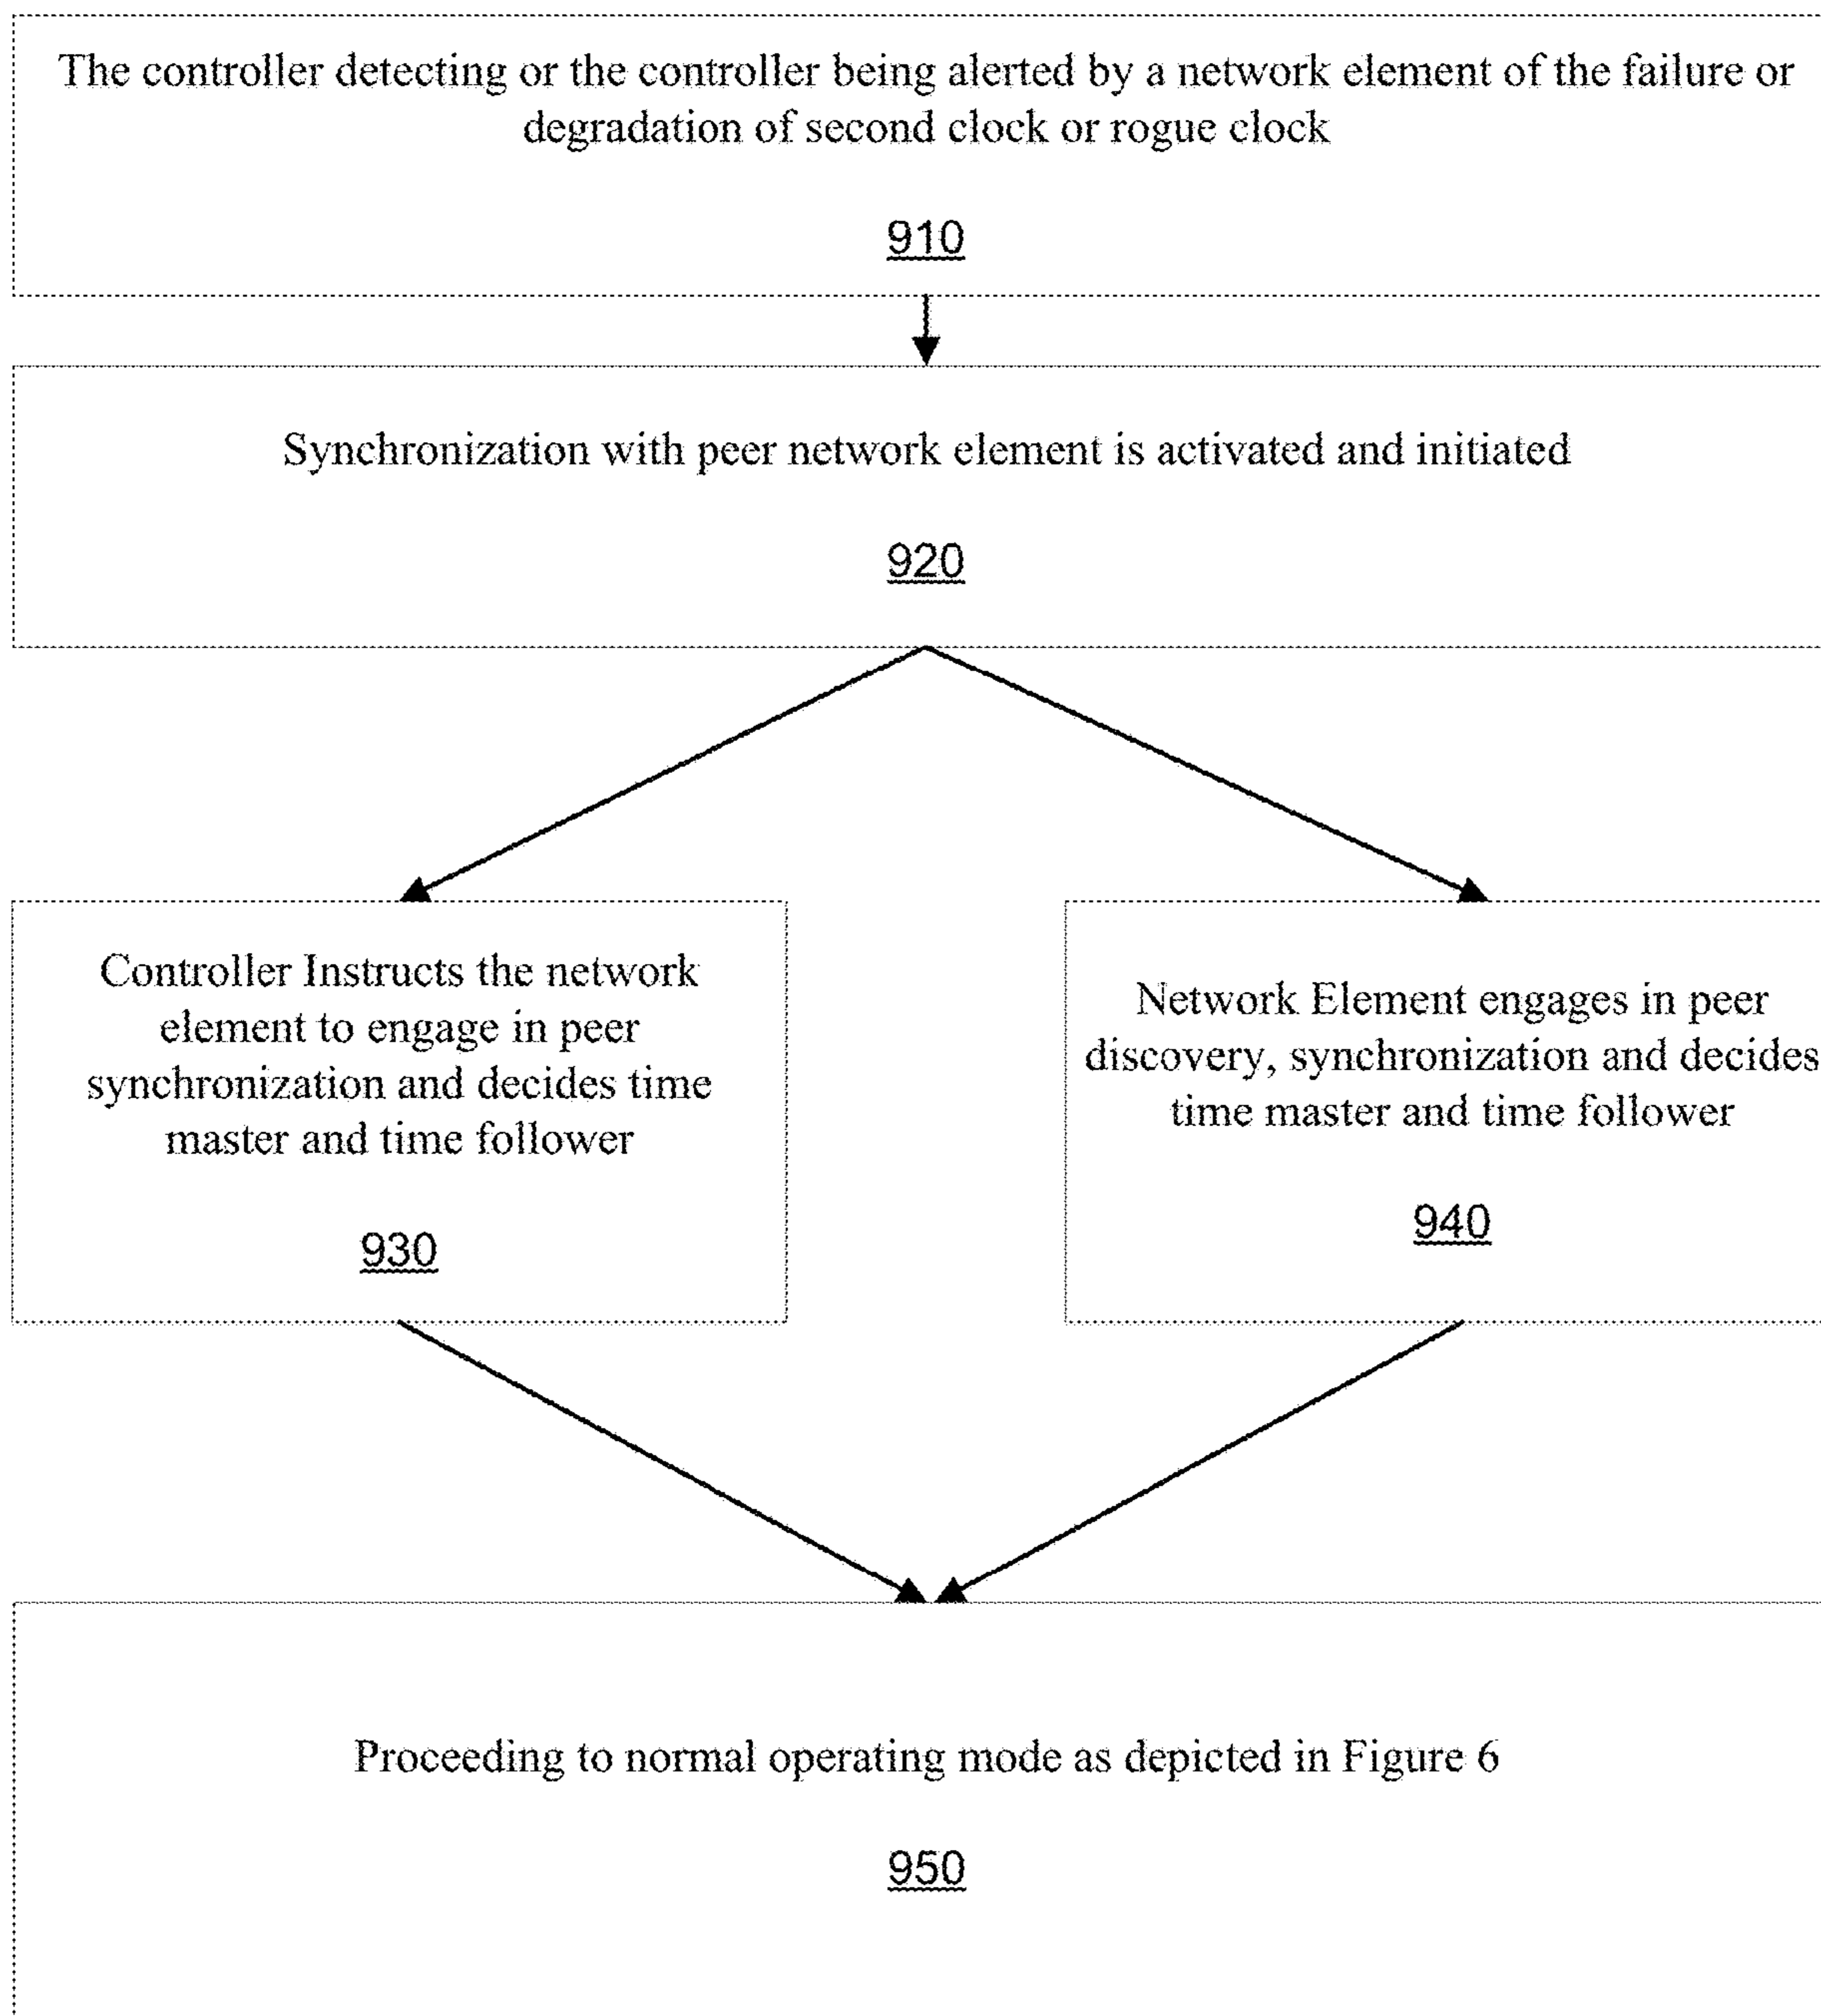 The controller detecting or the controller being alerted by a network element of the failure or
degradation of second clock or rogue clock
910
Synchronization with peer network element is activated and initiated
920
Controller Instructs the network
element to engage in peer
synchronization and decides time
master and time follower
930
Network Element engages in peer
discovery, synchronization and decides
time master and time follower
940
Proceeding to normal operating mode as depicted in Figure 6
950